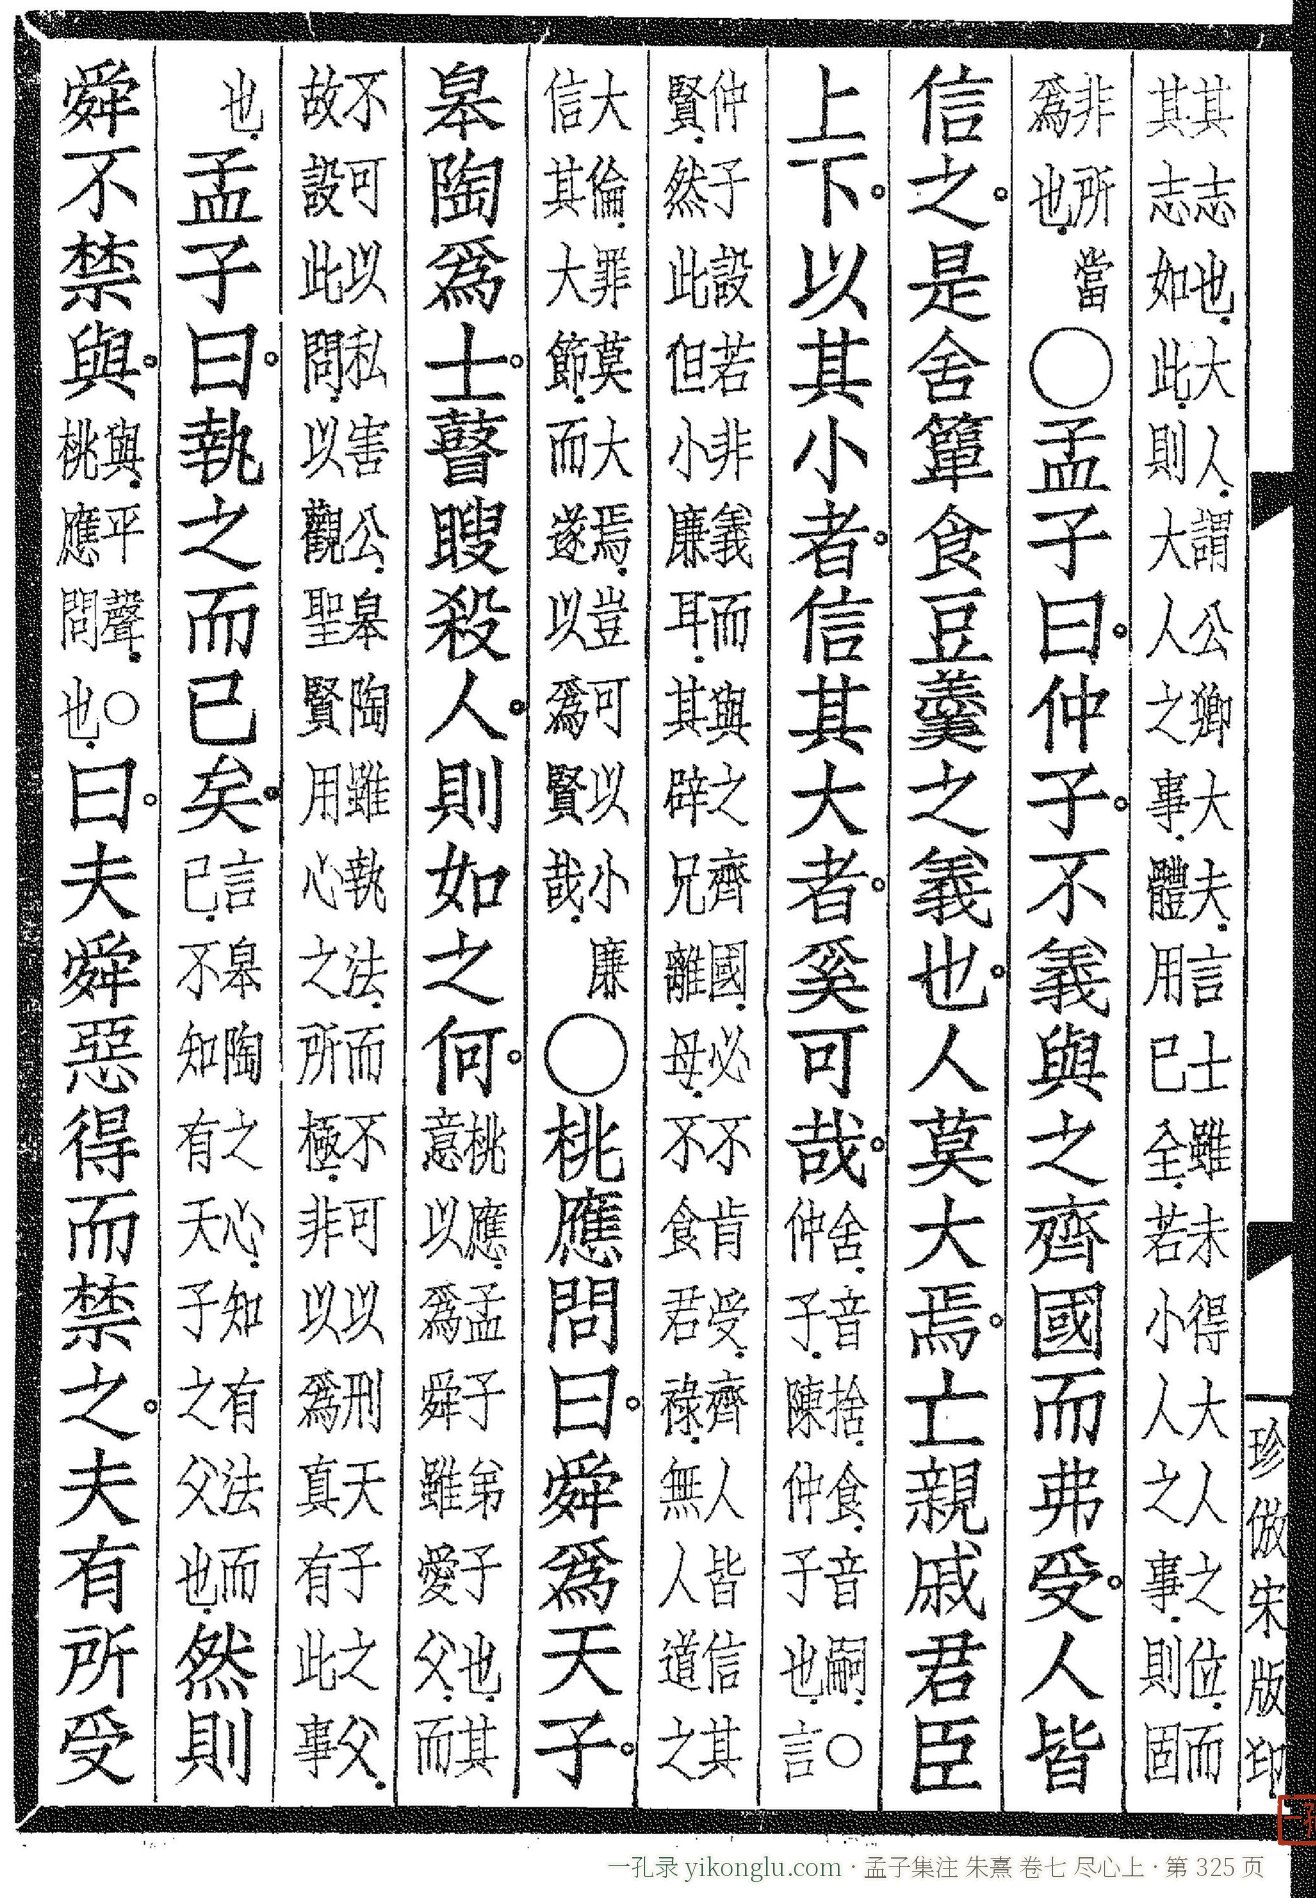 珍倣宋版印
其志也。大人。謂公卿大夫。言士雖未得大人之位。而其志如此。則大人之事。體用已全。若小人之事。則固
非所當爲也。○孟子曰。仲子。不義與之齊國而弗受。人皆
信之。是舍簞食豆羹之義也。人莫大焉。亡親戚君臣
上下。以其小者。信其大者。奚可哉。舍。音捨。食。音嗣。○仲子。陳仲子也。言
仲子設若非義而與之齊國。必不肯受。齊人皆信其賢。然此但小廉耳。其辟兄離母。不食君祿。無人道之
大倫。罪莫大焉。豈可以小廉信其大節。而遂以爲賢哉。○桃應問曰。舜爲天子。
皋陶爲士。瞽瞍殺人。則如之何。桃應。孟子弟子也。其意以爲舜雖愛父。而
不可以私害公。皋陶雖執法。而不可以刑天子之父。故設此問。以觀聖賢用心之所極。非以爲真有此事
也。孟子曰。執之而已矣。言皋陶之心。知有法而已。不知有天子之父也。然則
舜不禁與。與。平聲。○桃應問也。曰。夫舜惡得而禁之。夫有所受
一孔录 yikonglu.com · 孟子集注 朱熹 卷七 尽心上 · 第 325 页